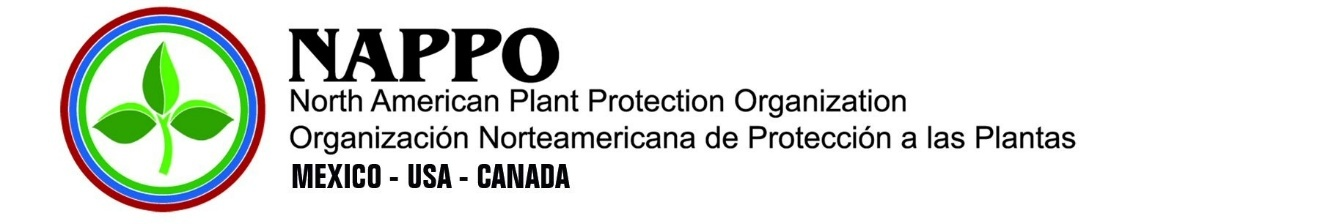 NAPPO
North American Plant Protection Organization
Organización Norteamericana de Protección a las Plantas
MEXICO - USA - CANADA